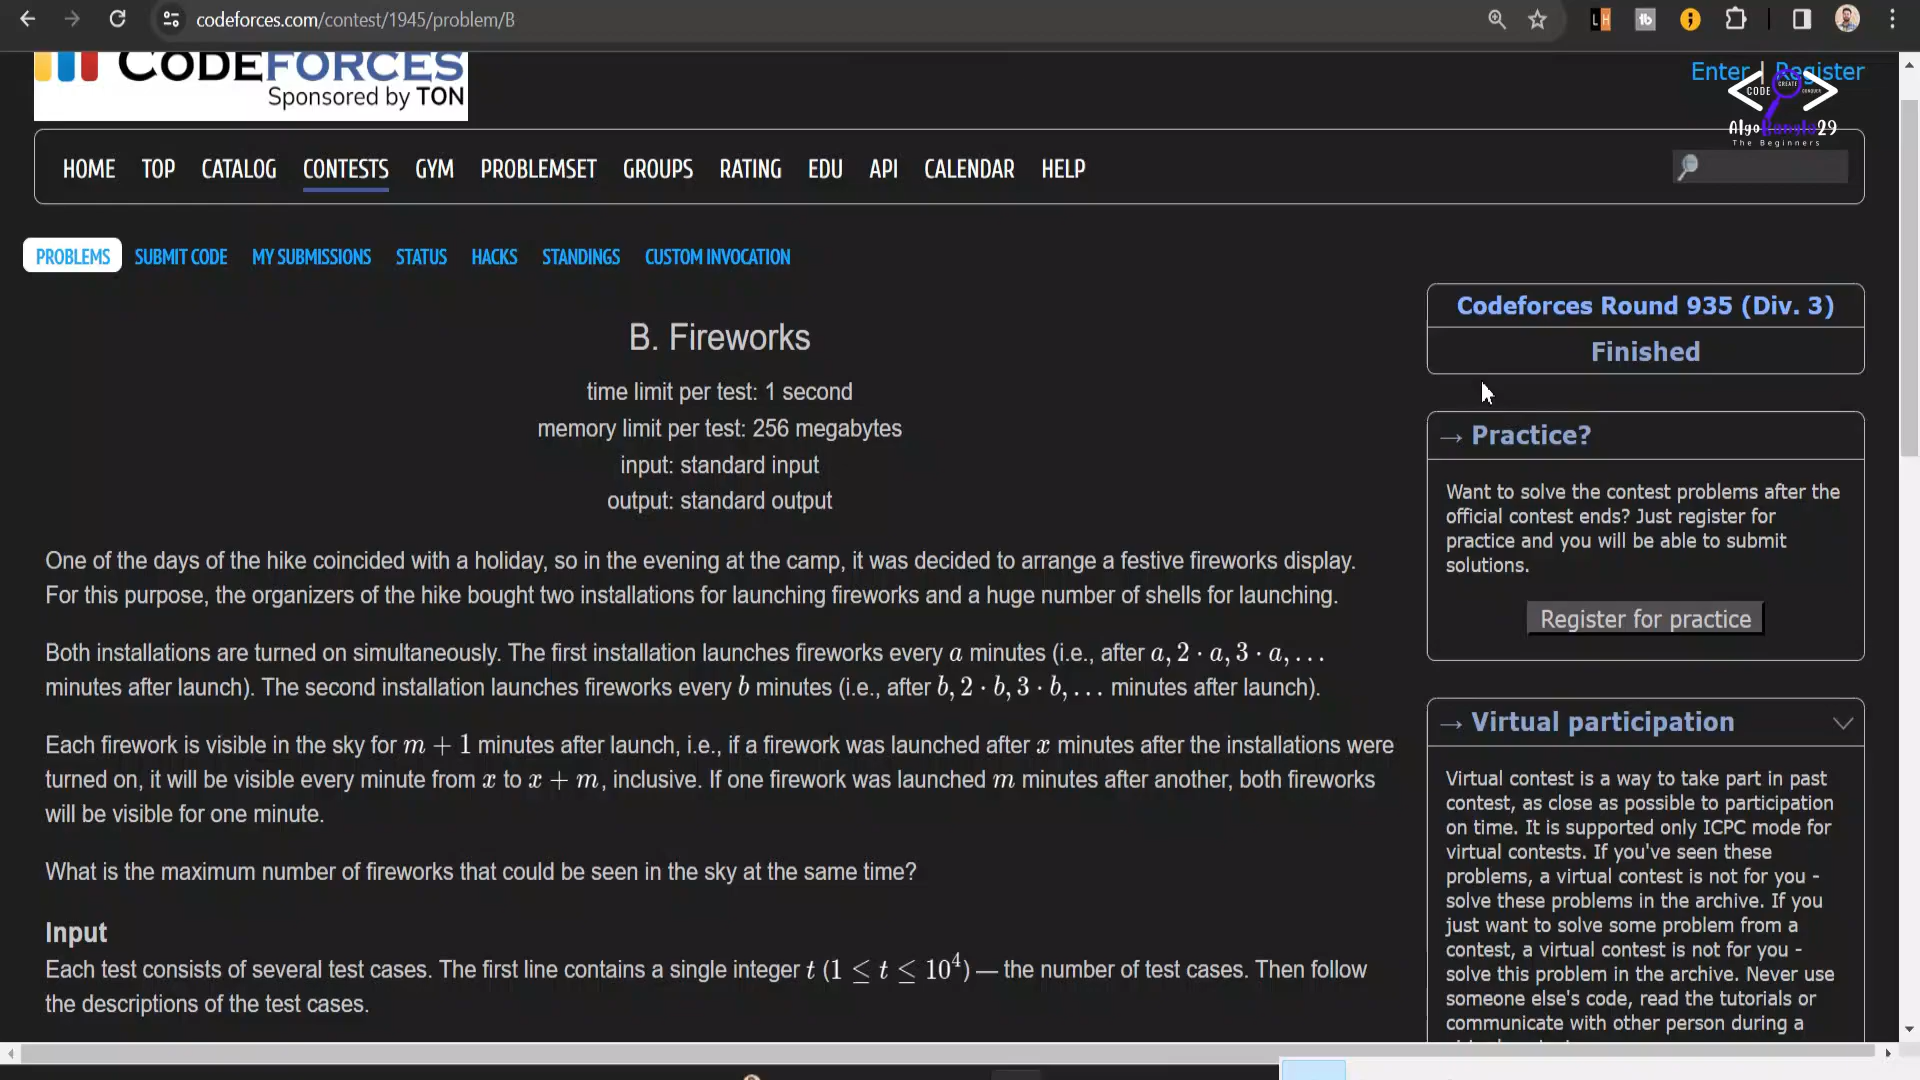 codeforces.com/contest/1945/problem/B
CODEFORCES
Sponsored by TON
Enter | Register
CODE CREATE CONQUER
Algo Bangla29
The Beginners
HOME TOP CATALOG CONTESTS GYM PROBLEMSET GROUPS RATING EDU API CALENDAR HELP
PROBLEMS SUBMIT CODE MY SUBMISSIONS STATUS HACKS STANDINGS CUSTOM INVOCATION
B. Fireworks
time limit per test: 1 second
memory limit per test: 256 megabytes
input: standard input
output: standard output
One of the days of the hike coincided with a holiday, so in the evening at the camp, it was decided to arrange a festive fireworks display.
For this purpose, the organizers of the hike bought two installations for launching fireworks and a huge number of shells for launching.
Both installations are turned on simultaneously. The first installation launches fireworks every a minutes (i.e., after a, 2 · a, 3 · a, . . .
minutes after launch). The second installation launches fireworks every b minutes (i.e., after b, 2 · b, 3 · b, . . . minutes after launch).
Each firework is visible in the sky for m + 1 minutes after launch, i.e., if a firework was launched after x minutes after the installations were
turned on, it will be visible every minute from x to x + m, inclusive. If one firework was launched m minutes after another, both fireworks
will be visible for one minute.
What is the maximum number of fireworks that could be seen in the sky at the same time?
Input
Each test consists of several test cases. The first line contains a single integer t (1 ≤ t ≤ 10⁴) — the number of test cases. Then follow
the descriptions of the test cases.
Codeforces Round 935 (Div. 3)
Finished
→ Practice?
Want to solve the contest problems after the
official contest ends? Just register for
practice and you will be able to submit
solutions.
Register for practice
→ Virtual participation
Virtual contest is a way to take part in past
contest, as close as possible to participation
on time. It is supported only ICPC mode for
virtual contests. If you've seen these
problems, a virtual contest is not for you -
solve these problems in the archive. If you
just want to solve some problem from a
contest, a virtual contest is not for you -
solve this problem in the archive. Never use
someone else's code, read the tutorials or
communicate with other person during a